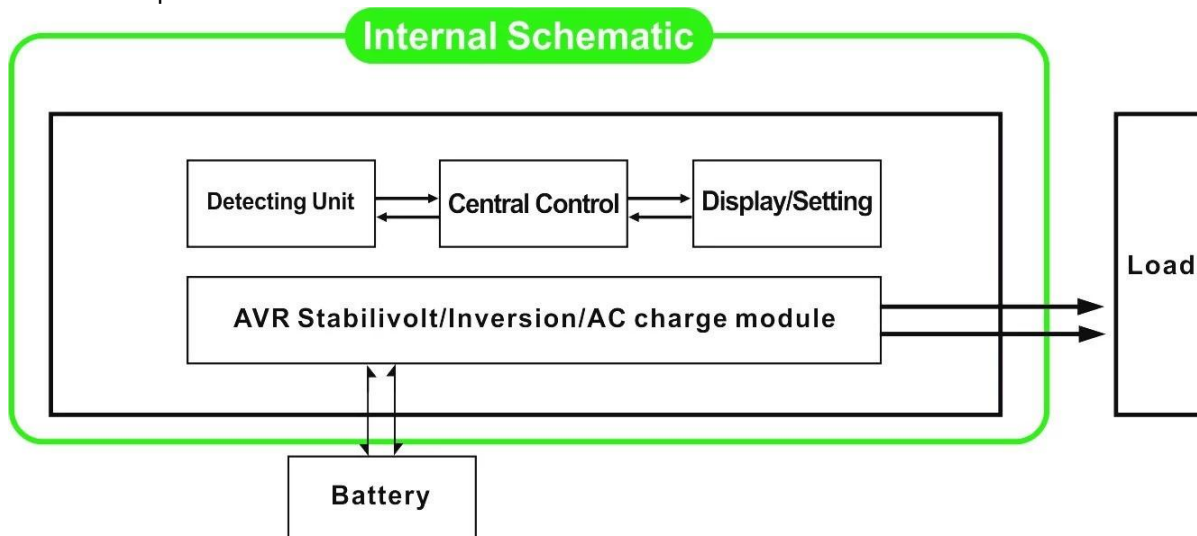 Internal Schematic
Detecting Unit
Central Control
Display/Setting
AVR Stabilivolt/Inversion/AC charge module
Load
Battery